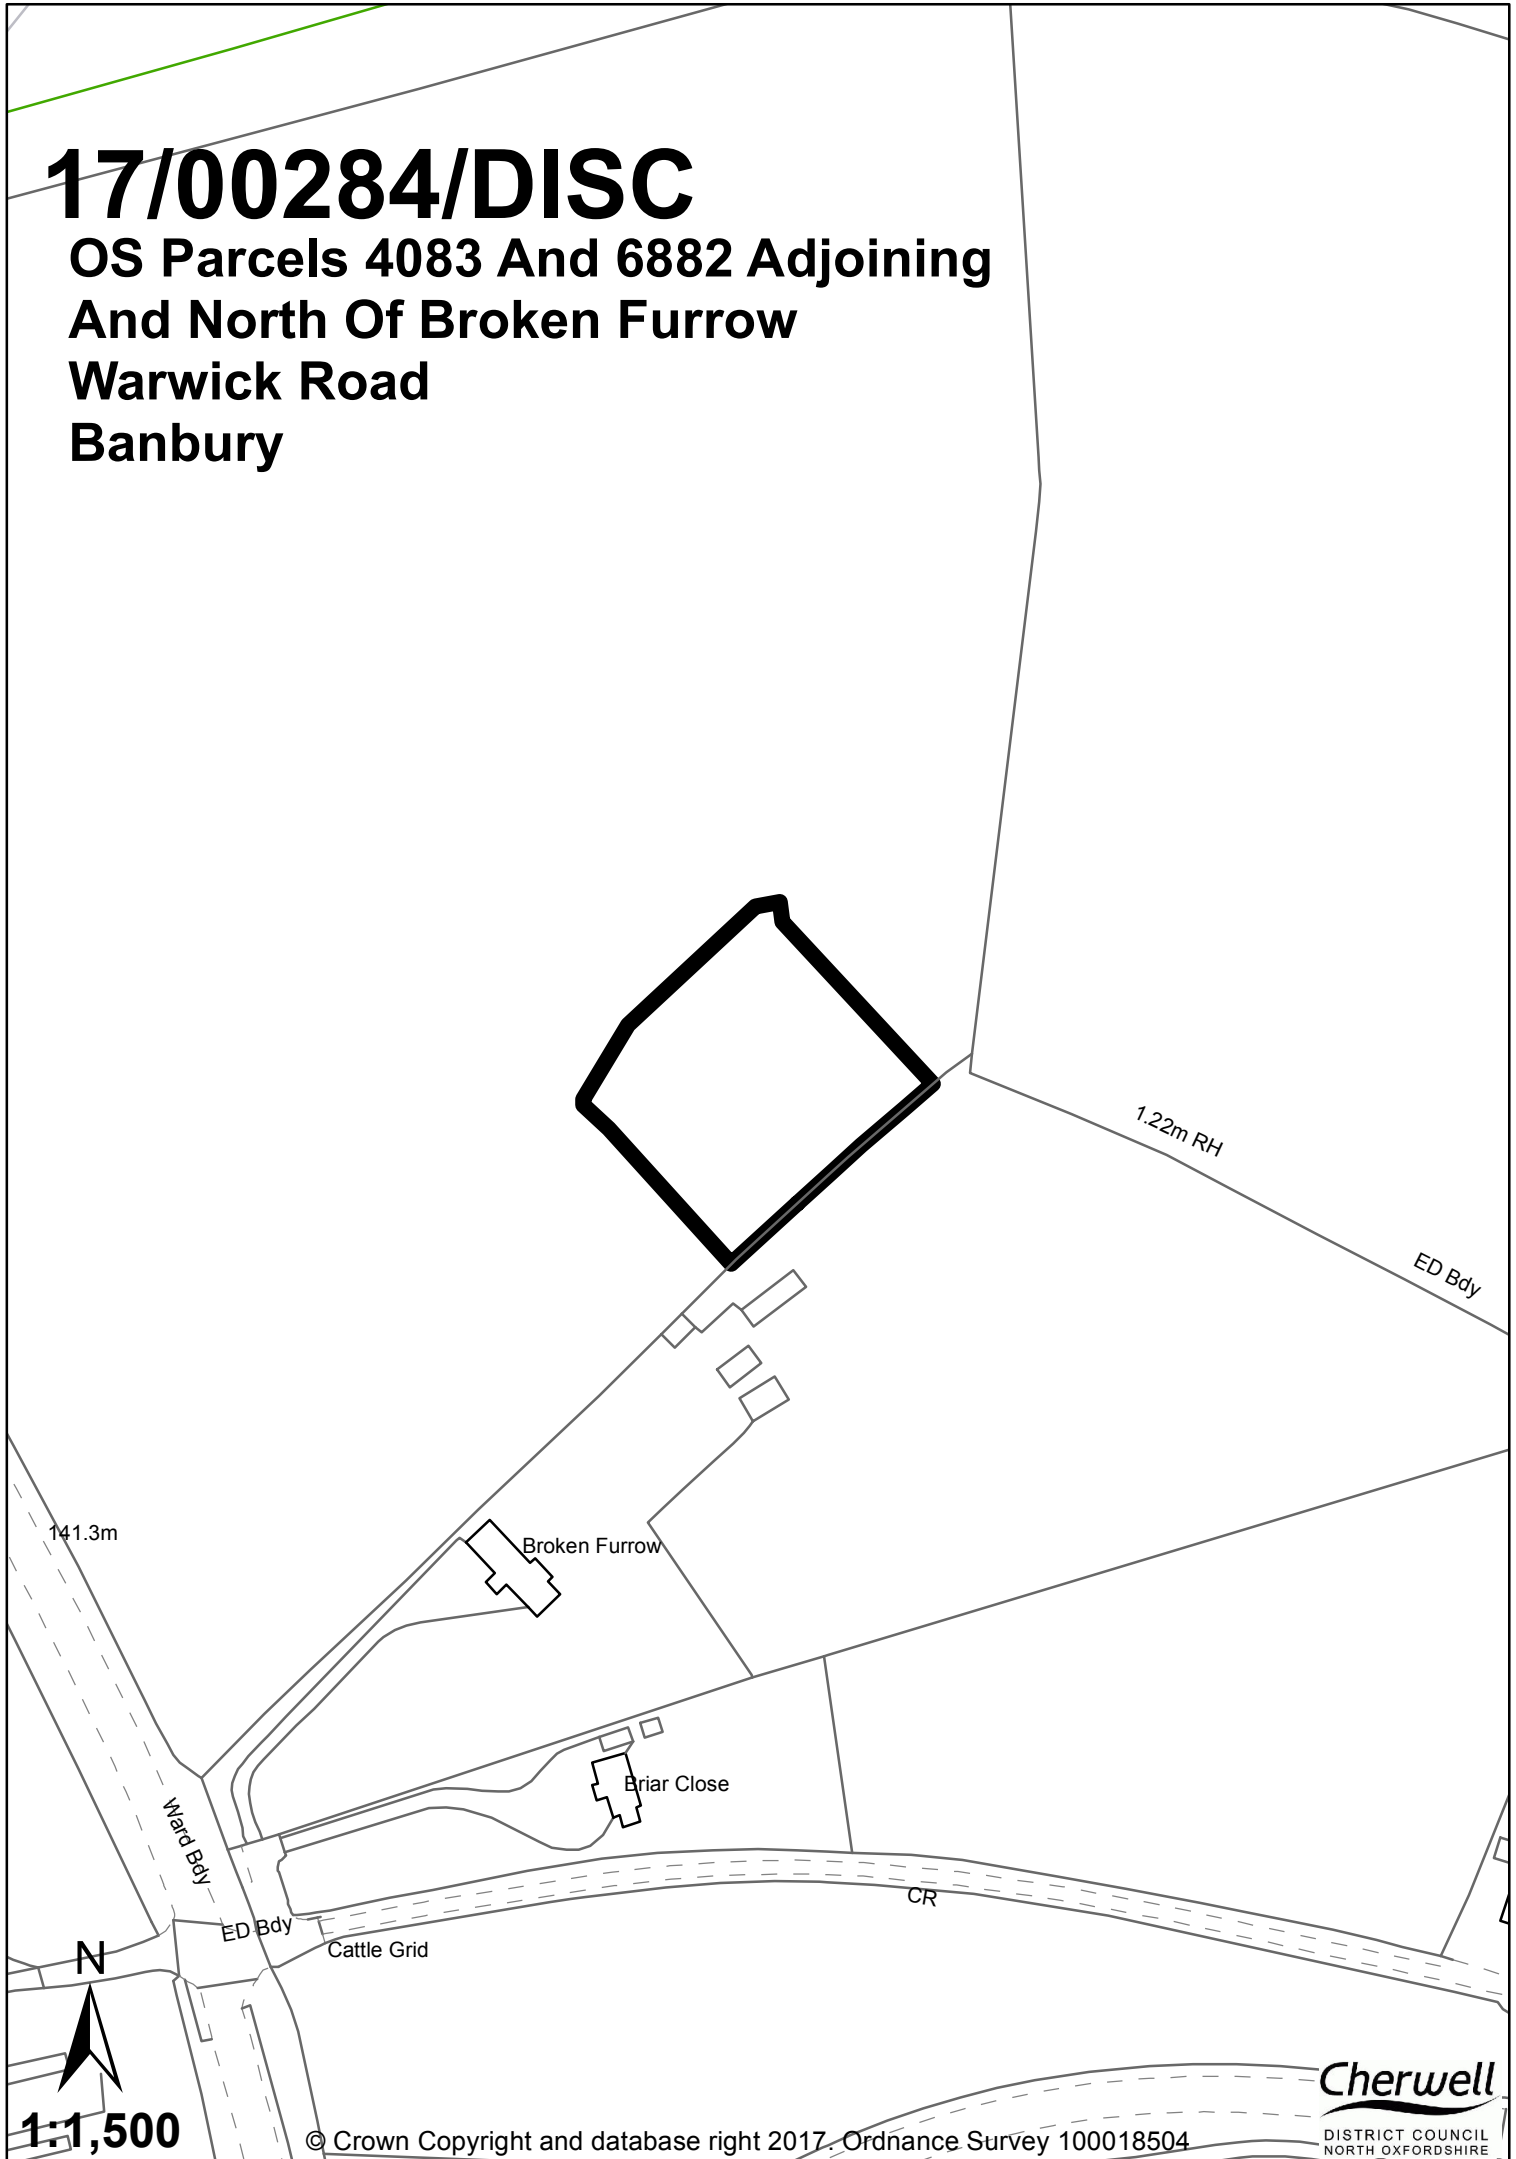 17/00284/DISC
OS Parcels 4083 And 6882 Adjoining
And North Of Broken Furrow
Warwick Road
Banbury
1.22m RH
ED Bdy
141.3m
Broken Furrow
Briar Close
Ward Bdy
CR
ED Bdy
Cattle Grid
N
1:1,500
© Crown Copyright and database right 2017. Ordnance Survey 100018504
Cherwell
DISTRICT COUNCIL
NORTH OXFORDSHIRE